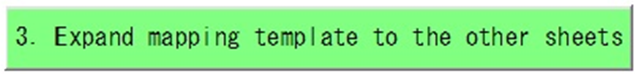 3. Expand mapping template to the other sheets